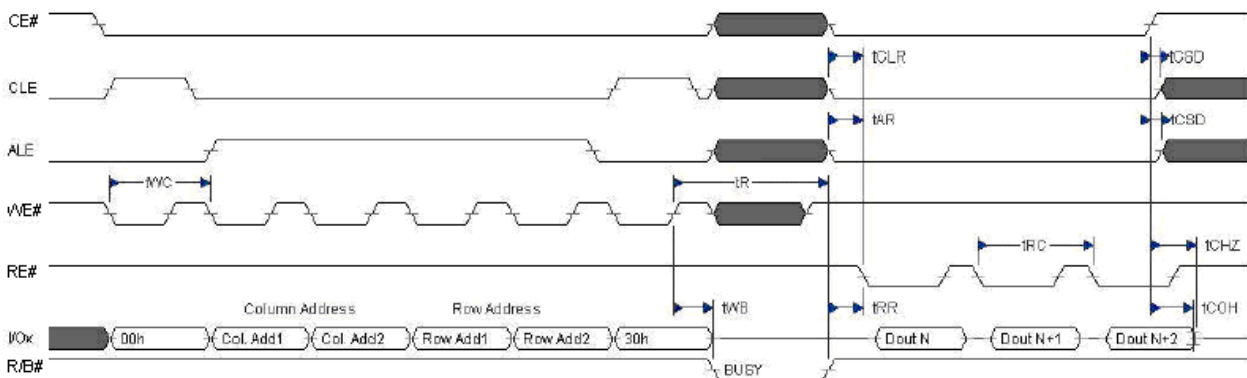 CE#
tCLR
tCSD
CLE
tAR
tCSD
ALE
tWC
tR
WE#
tRC
tCHZ
RE#
Column Address
Row Address
tWB
tRR
tCOH
I/Ox
00h
Col. Add1
Col. Add2
Row Add1
Row Add2
30h
Dout N
Dout N+1
Dout N+2
R/B#
BUSY